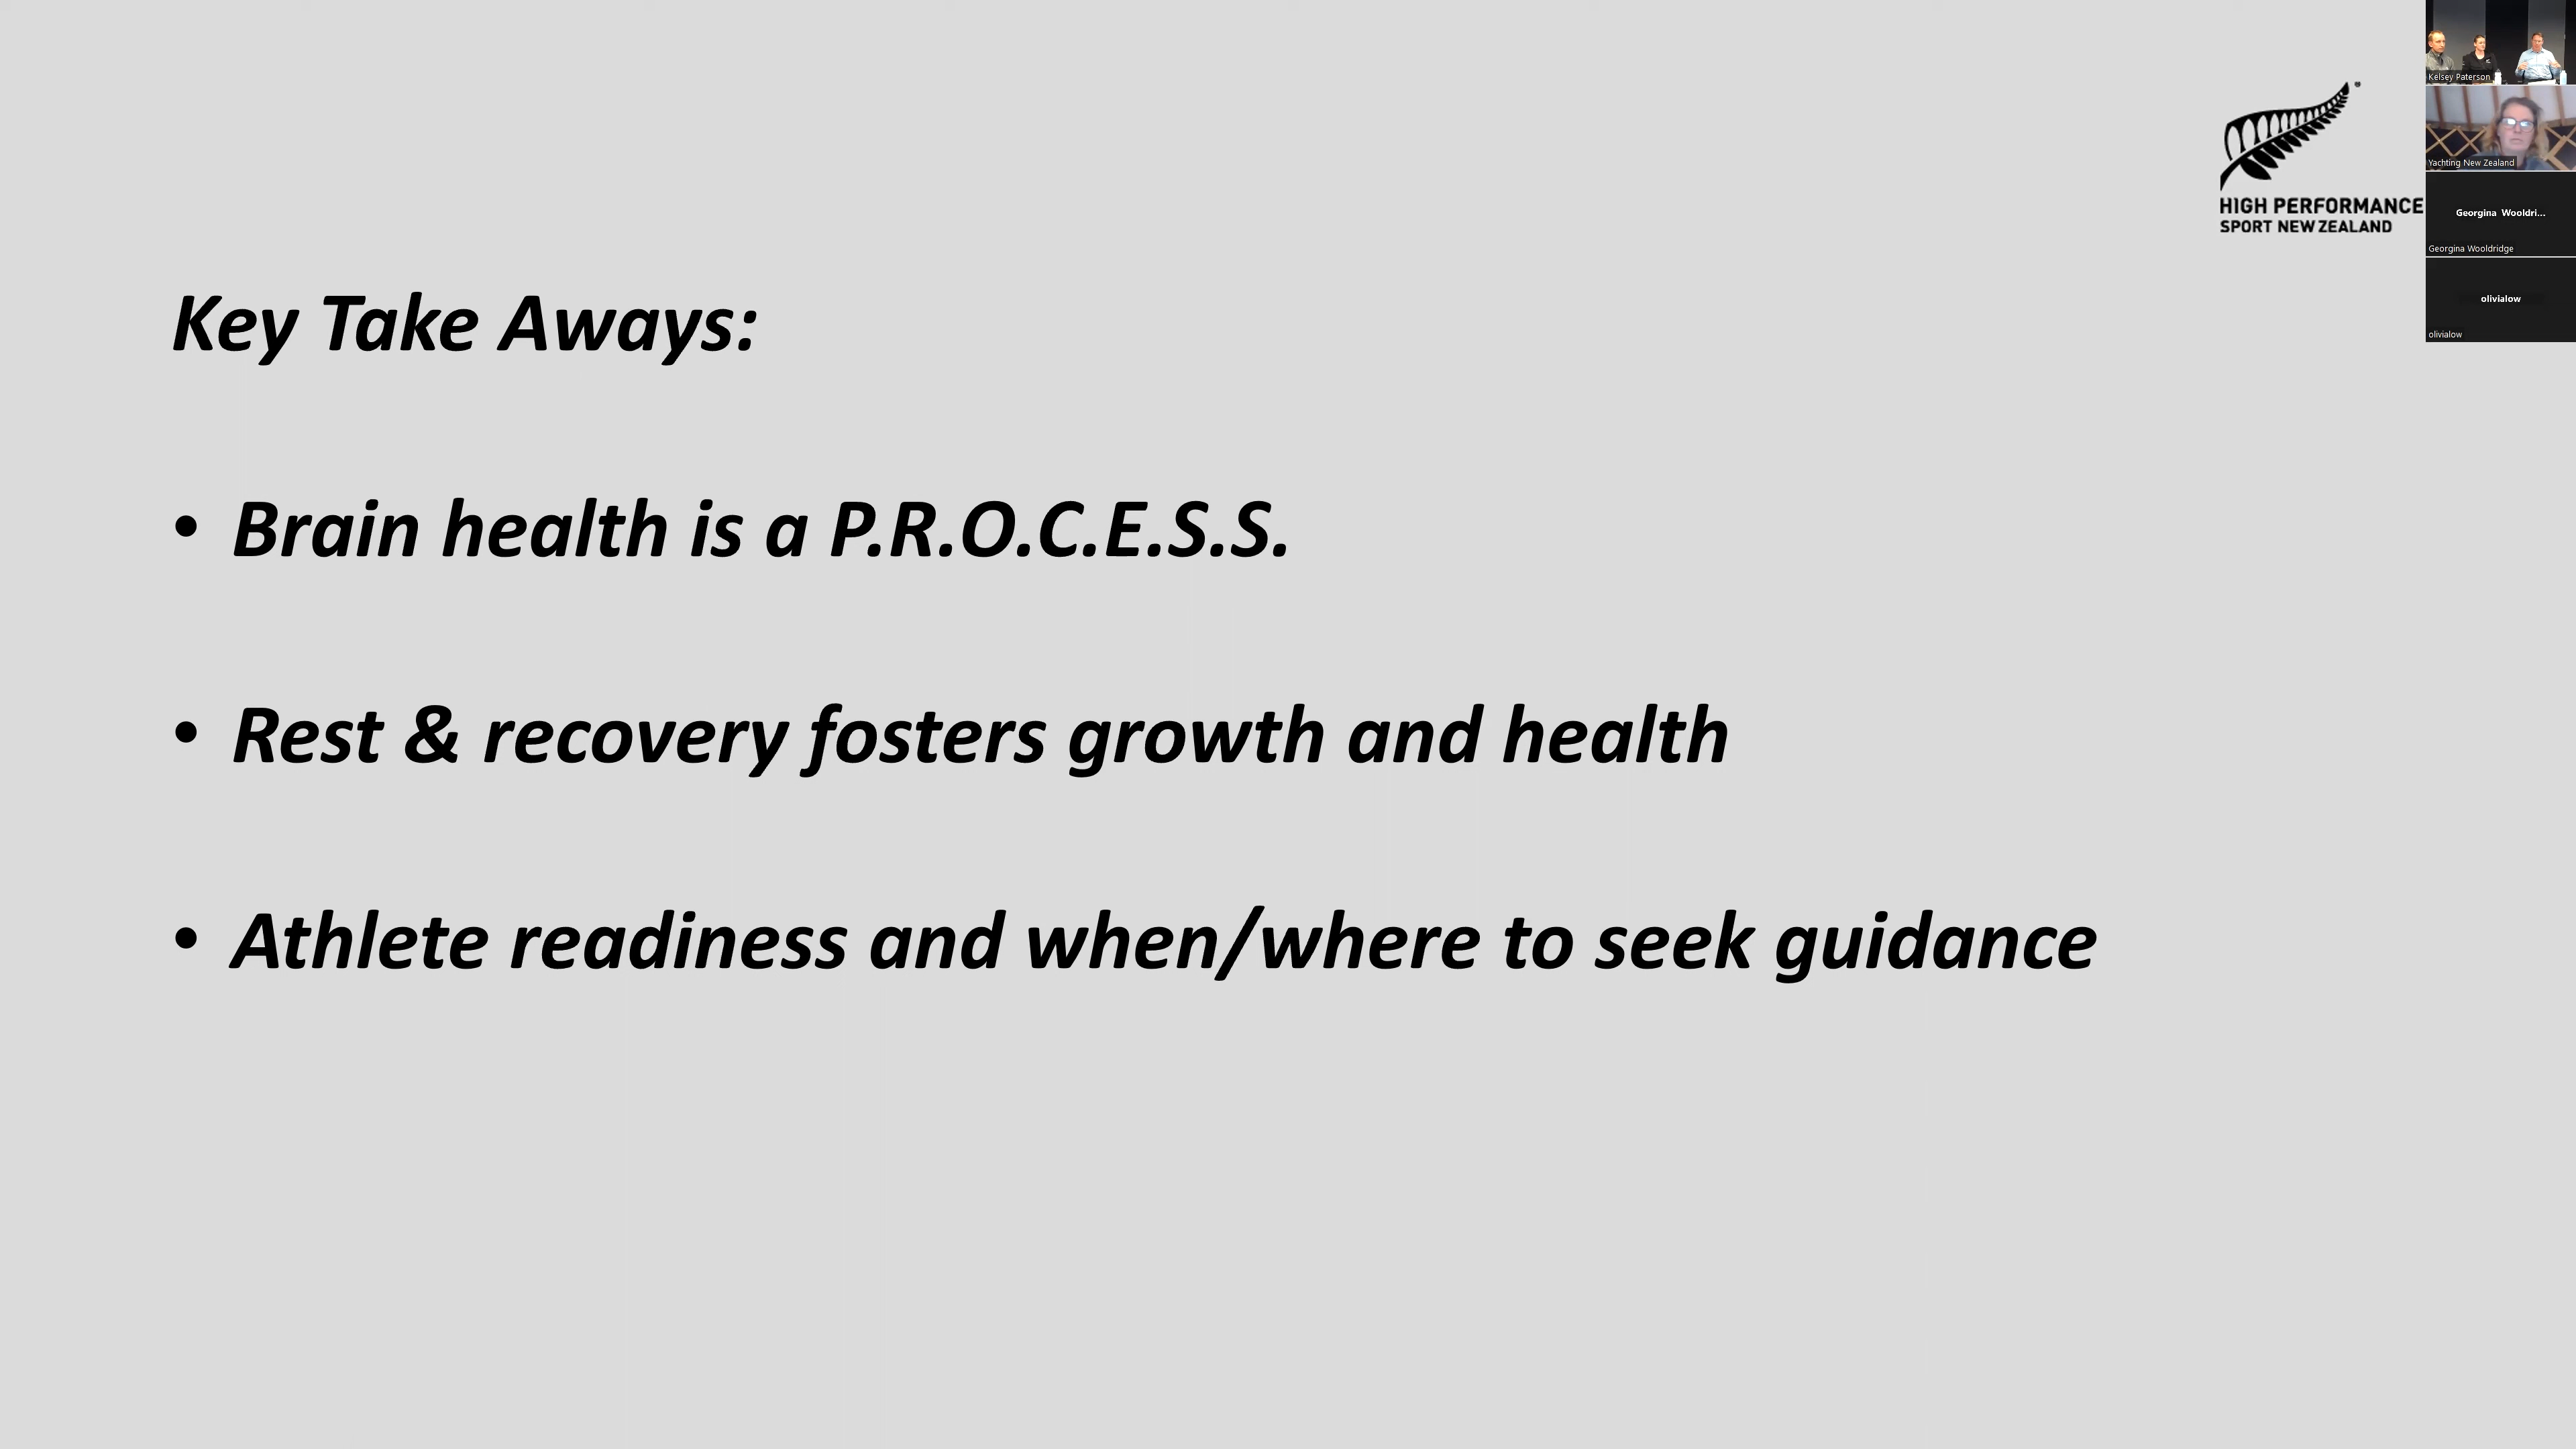 Kelsey Paterson
Yachting New Zealand
HIGH PERFORMANCE
SPORT NEW ZEALAND
Georgina Wooldri...
Georgina Wooldridge
olivialow
olivialow
Key Take Aways:
• Brain health is a P.R.O.C.E.S.S.
• Rest & recovery fosters growth and health
• Athlete readiness and when/where to seek guidance